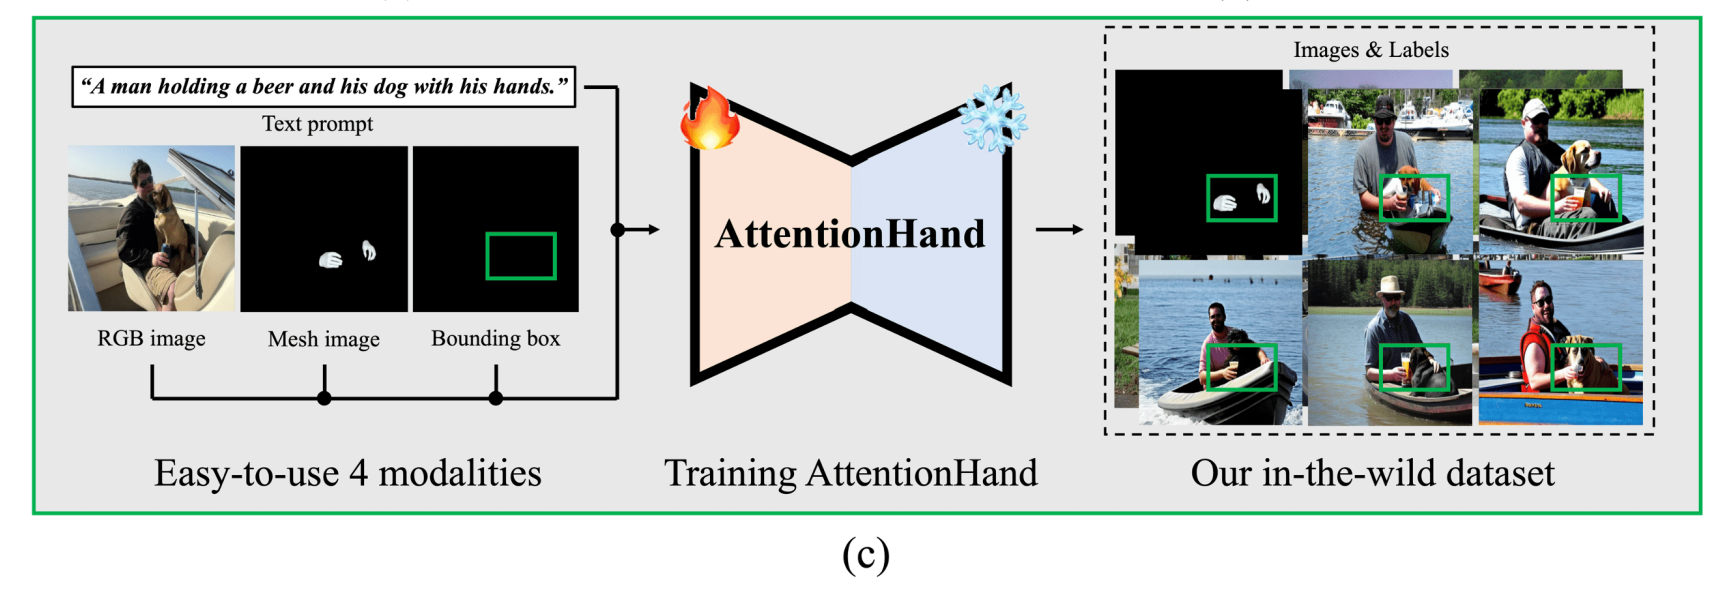 “A man holding a beer and his dog with his hands.”
Text prompt
RGB image
Mesh image
Bounding box
Easy-to-use 4 modalities
AttentionHand
Training AttentionHand
Images & Labels
Our in-the-wild dataset
(c)